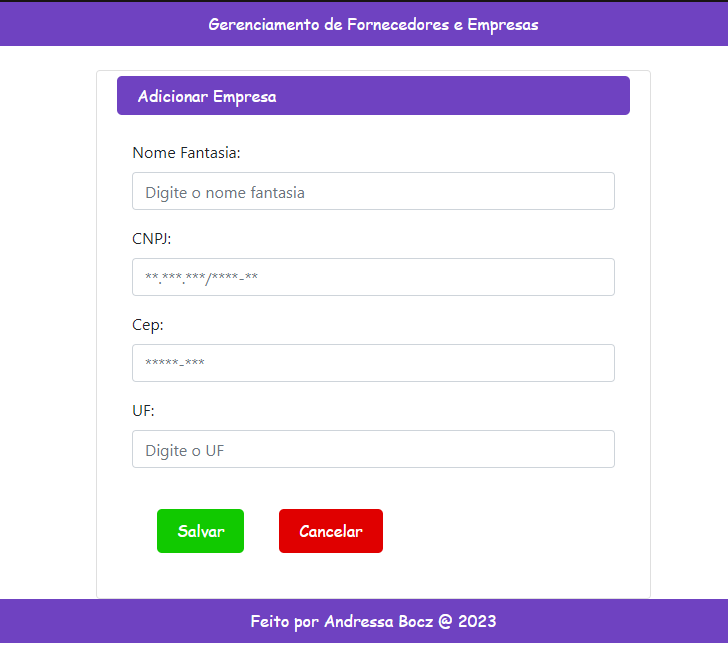 Gerenciamento de Fornecedores e Empresas
Adicionar Empresa
Nome Fantasia:
Digite o nome fantasia
CNPJ:
**.***.***/****-**
Cep:
*****-***
UF:
Digite o UF
Salvar
Cancelar
Feito por Andressa Bocz @ 2023